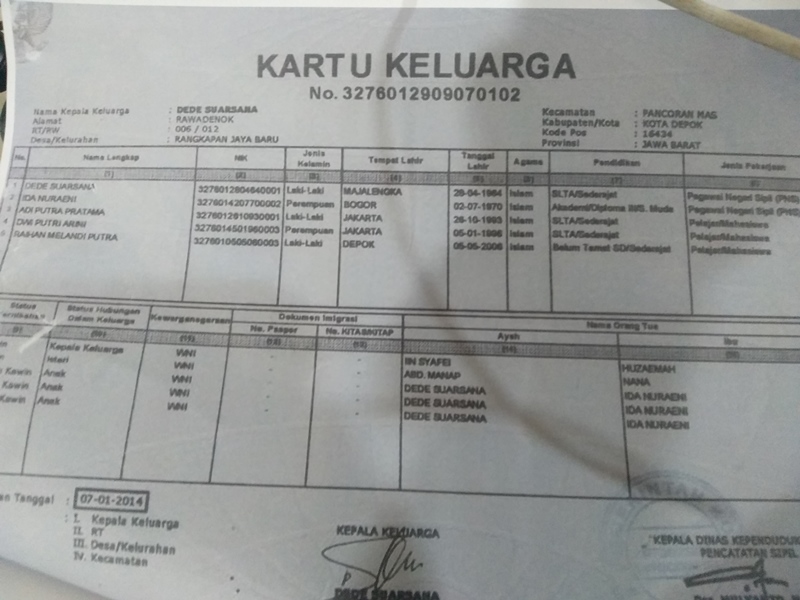 KARTU KELUARGA
No. 3276012909070102
Nama Kepala Keluarga : DEDE SUARSANA
Alamat : RAWADENOK
RT/RW : 006 / 012
Desa/Kelurahan : RANGKAPAN JAYA BARU
Kecamatan : PANCORAN MAS
Kabupaten/Kota : KOTA DEPOK
Kode Pos : 16434
Provinsi : JAWA BARAT
No. Nama Lengkap NIK Jenis Kelamin Tempat Lahir Tanggal Lahir Agama Pendidikan Jenis Pekerjaan
(1) (2) (3) (4) (5) (6) (7) (8)
1 DEDE SUARSANA 3276012804640001 Laki-Laki MAJALENGKA 28-04-1964 Islam SLTA/Sederajat Pegawai Negeri Sipil (PNS)
2 IDA NURAENI 3276014207700002 Perempuan BOGOR 02-07-1970 Islam Akademi/Diploma III/S. Muda Pegawai Negeri Sipil (PNS)
3 ADI PUTRA PRATAMA 3276012610930001 Laki-Laki JAKARTA 26-10-1993 Islam SLTA/Sederajat Pelajar/Mahasiswa
4 DWI PUTRI ARINI 3276014501960003 Perempuan JAKARTA 05-01-1996 Islam SLTA/Sederajat Pelajar/Mahasiswa
5 RAIHAN MELANDI PUTRA 3276010505060003 Laki-Laki DEPOK 05-05-2006 Islam Belum Tamat SD/Sederajat Pelajar/Mahasiswa
Status Status Hubungan Dalam Keluarga Kewarganegaraan Dokumen Imigrasi Nama Orang Tua
No. Paspor No. KITAS/KITAP Ayah Ibu
(9) (10) (11) (12) (13) (14) (15)
Kepala Keluarga WNI - - IIN SYAFEI HUZAEMAH
Isteri WNI - - ABD. MANAP NANA
Kawin Anak WNI - - DEDE SUARSANA IDA NURAENI
Kawin Anak WNI - - DEDE SUARSANA IDA NURAENI
Kawin Anak WNI - - DEDE SUARSANA IDA NURAENI
Tanggal : 07-01-2014
: I. Kepala Keluarga
II. RT
III. Desa/Kelurahan
IV. Kecamatan
KEPALA KELUARGA
DEDE SUARSANA
KEPALA DINAS KEPENDUDUK
PENCATATAN SIPIL